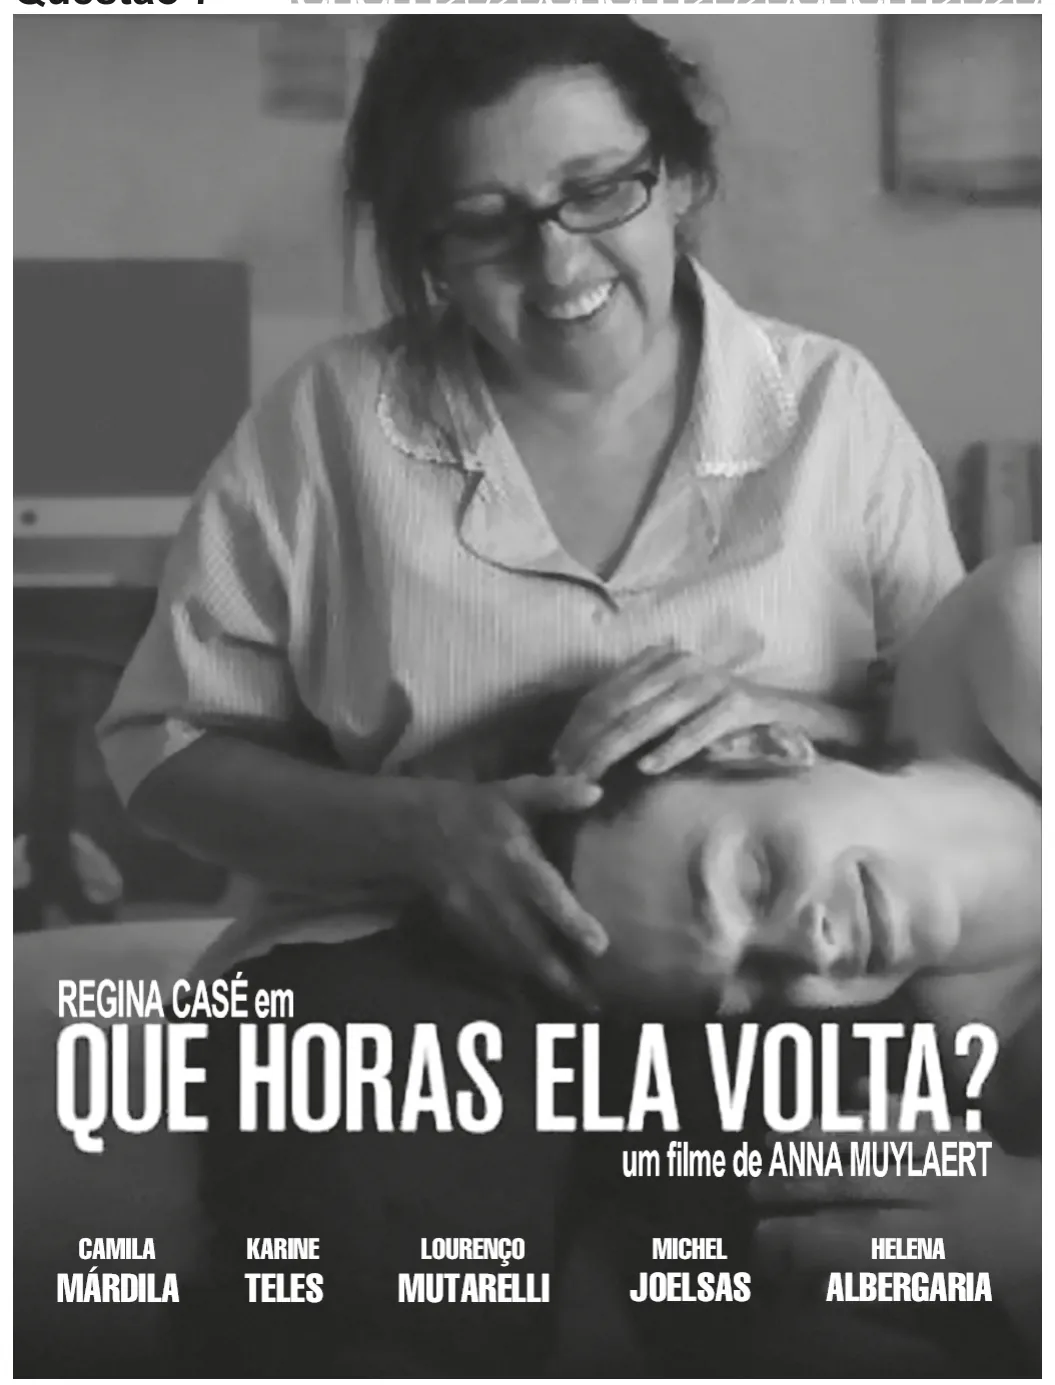 REGINA CASÉ em
QUE HORAS ELA VOLTA?
um filme de ANNA MUYLAERT
CAMILA MÁRDILA
KARINE TELES
LOURENÇO MUTARELLI
MICHEL JOELSAS
HELENA ALBERGARIA